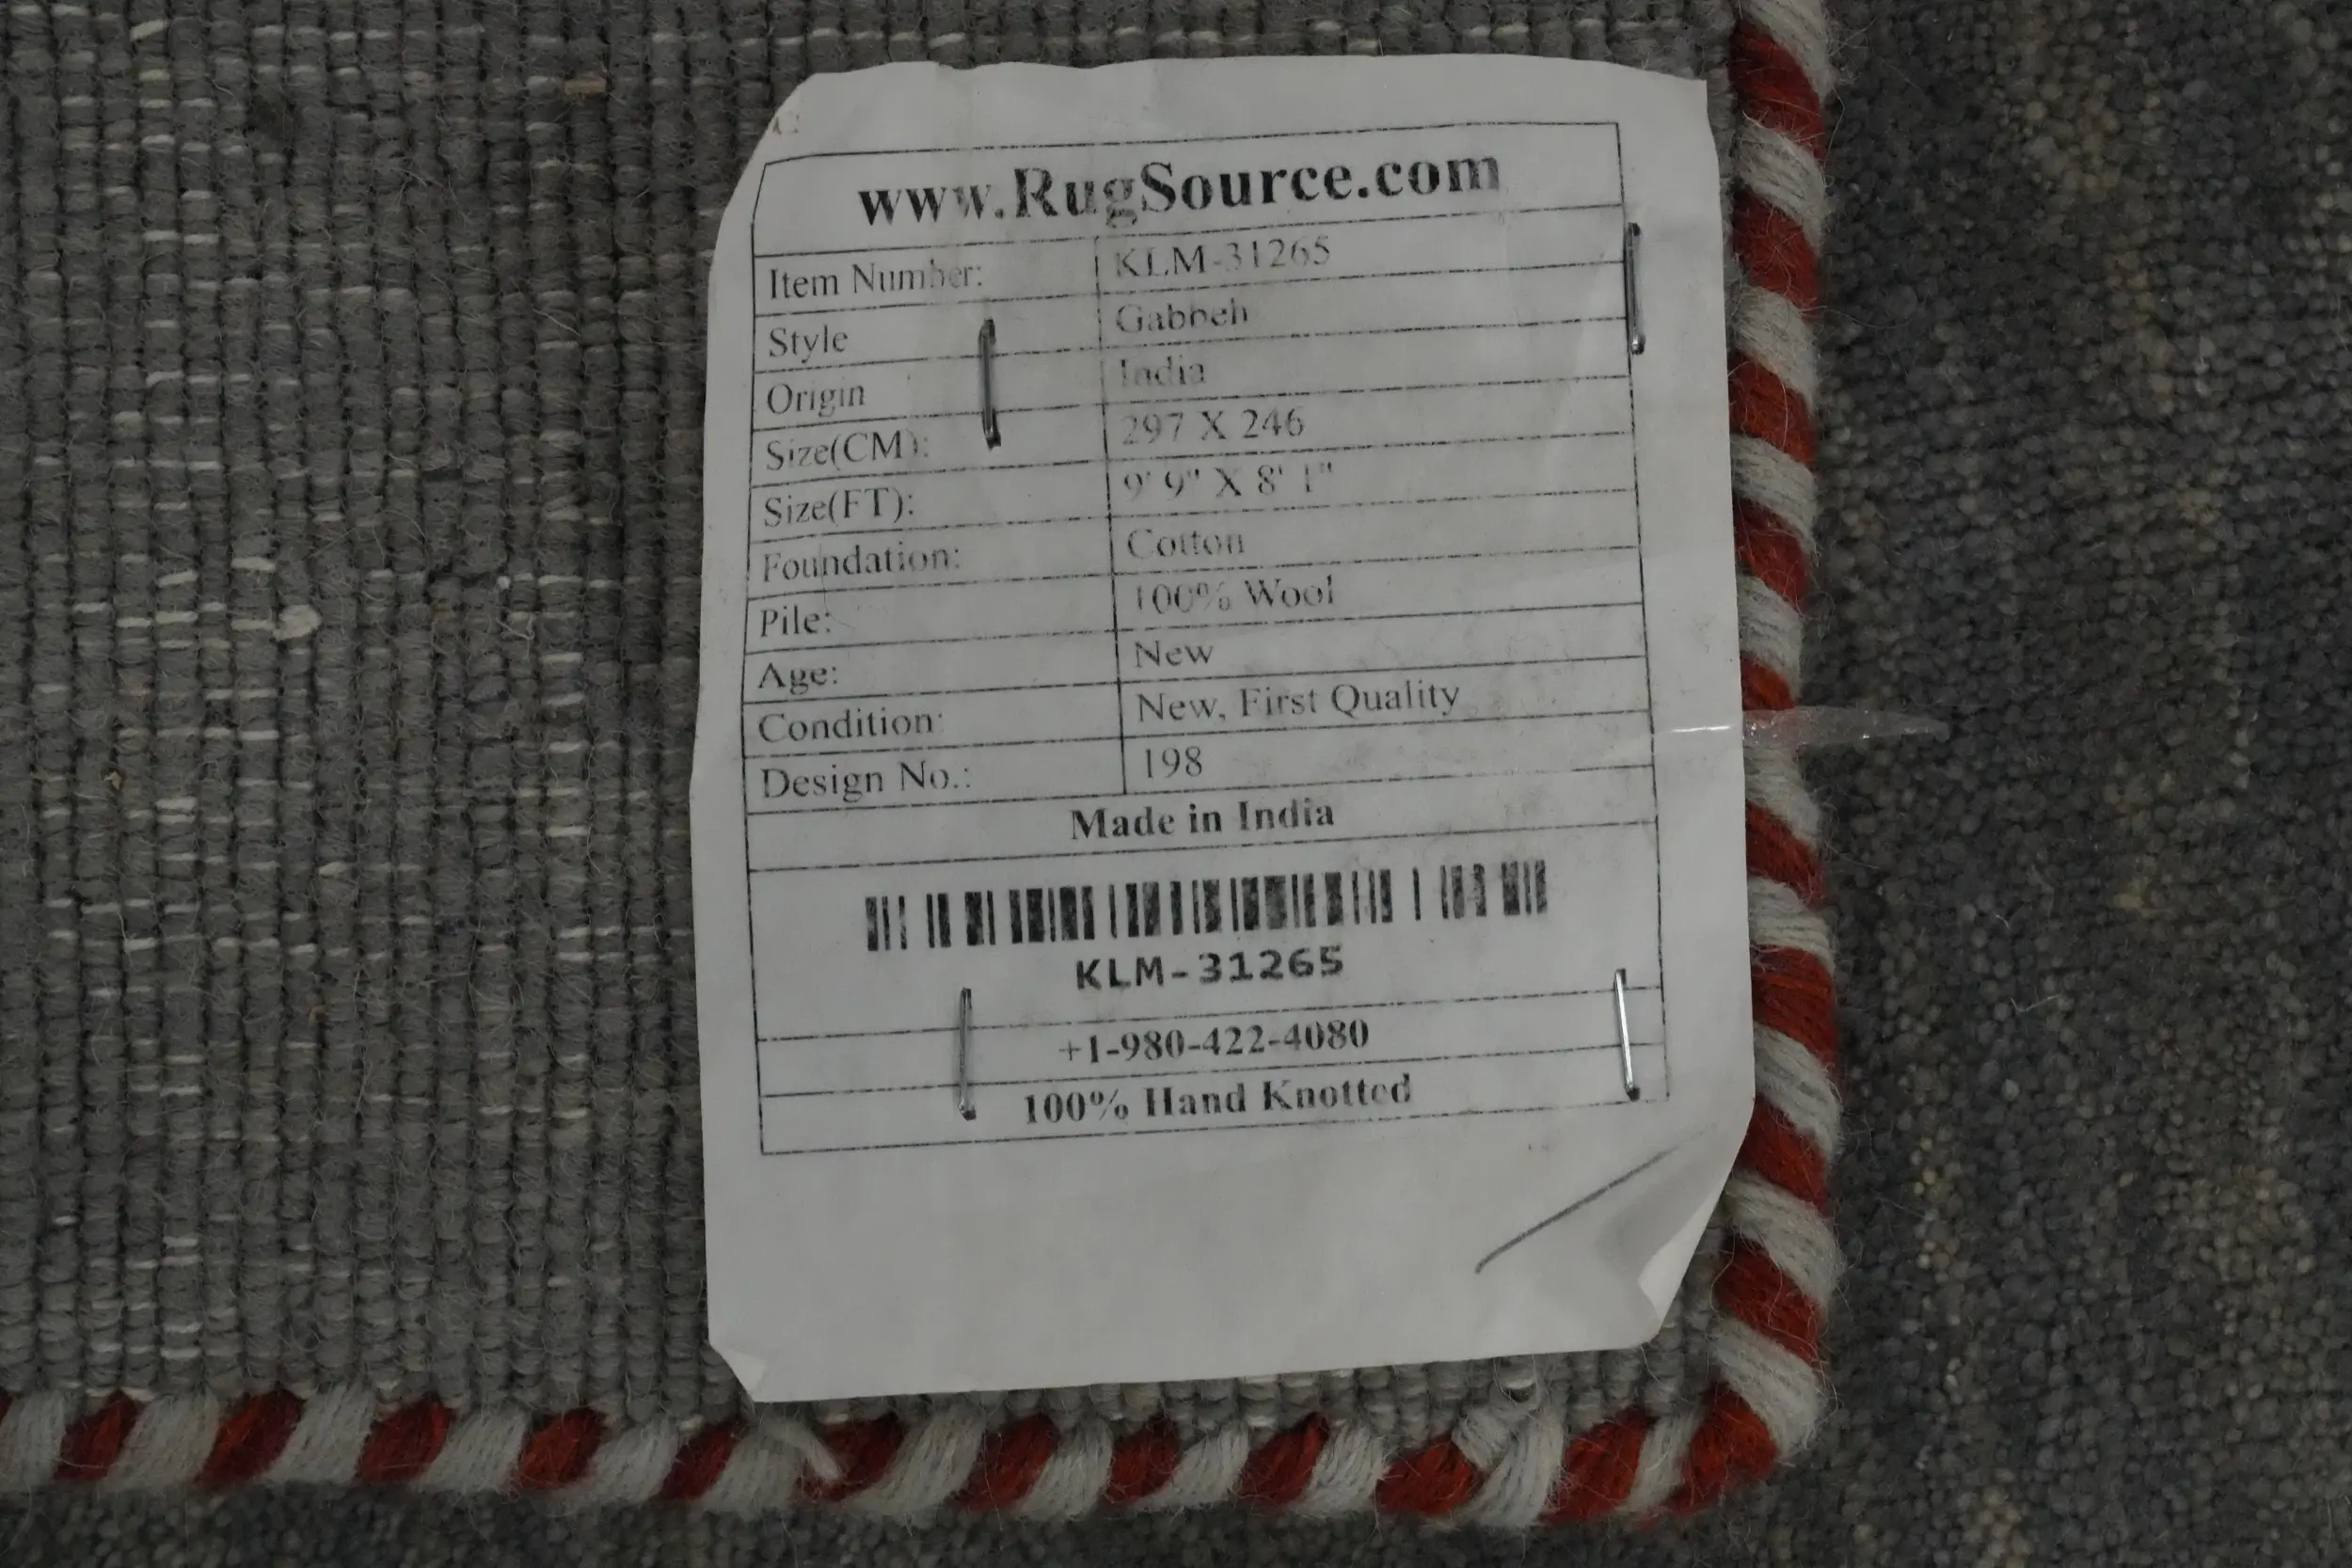 www.RugSource.com
Item Number: KLM-31265
Style Gabbeh
Origin India
Size(CM): 297 X 246
Size(FT): 9' 9" X 8' 1"
Foundation: Cotton
Pile: 100% Wool
Age: New
Condition: New, First Quality
Design No.: 198
Made in India
KLM-31265
+1-980-422-4080
100% Hand Knotted